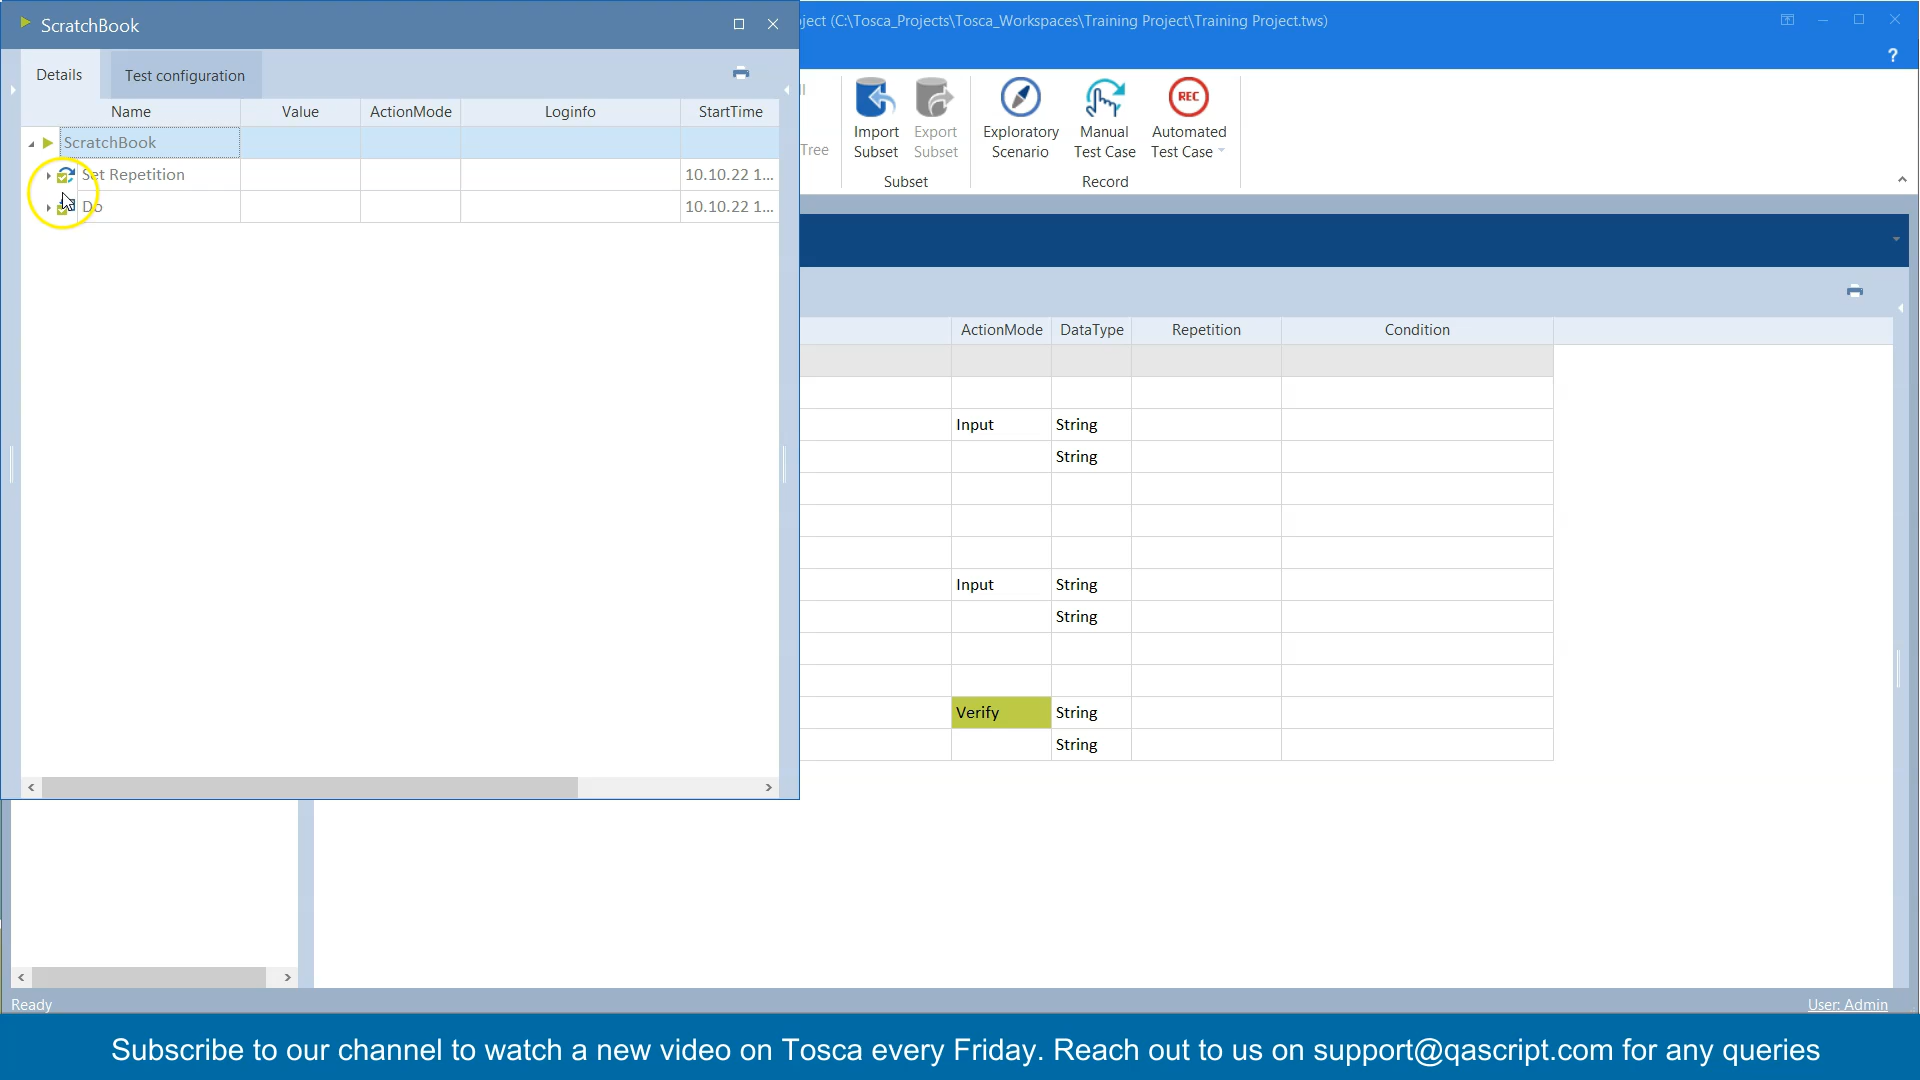 ScratchBook
ject (C:\Tosca_Projects\Tosca_Workspaces\Training Project\Training Project.tws)
?
Details
Test configuration
Name
Value
ActionMode
Loginfo
StartTime
ScratchBook
Set Repetition
10.10.22 1...
Do
10.10.22 1...
Tree
Import Subset
Export Subset
Subset
Exploratory Scenario
Manual Test Case
REC
Automated Test Case
Record
ActionMode
DataType
Repetition
Condition
Input
String
String
Input
String
String
Verify
String
String
Ready
User: Admin
Subscribe to our channel to watch a new video on Tosca every Friday. Reach out to us on support@qascript.com for any queries